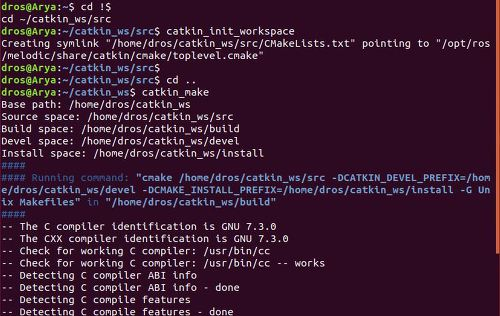 dros@Arya:~$ cd !$
cd ~/catkin_ws/src
dros@Arya:~/catkin_ws/src$ catkin_init_workspace
Creating symlink "/home/dros/catkin_ws/src/CMakeLists.txt" pointing to "/opt/ros
/melodic/share/catkin/cmake/toplevel.cmake"
dros@Arya:~/catkin_ws/src$
dros@Arya:~/catkin_ws/src$ cd ..
dros@Arya:~/catkin_ws$ catkin_make
Base path: /home/dros/catkin_ws
Source space: /home/dros/catkin_ws/src
Build space: /home/dros/catkin_ws/build
Devel space: /home/dros/catkin_ws/devel
Install space: /home/dros/catkin_ws/install
####
#### Running command: "cmake /home/dros/catkin_ws/src -DCATKIN_DEVEL_PREFIX=/hom
e/dros/catkin_ws/devel -DCMAKE_INSTALL_PREFIX=/home/dros/catkin_ws/install -G Un
ix Makefiles" in "/home/dros/catkin_ws/build"
####
-- The C compiler identification is GNU 7.3.0
-- The CXX compiler identification is GNU 7.3.0
-- Check for working C compiler: /usr/bin/cc
-- Check for working C compiler: /usr/bin/cc -- works
-- Detecting C compiler ABI info
-- Detecting C compiler ABI info - done
-- Detecting C compile features
-- Detecting C compile features - done